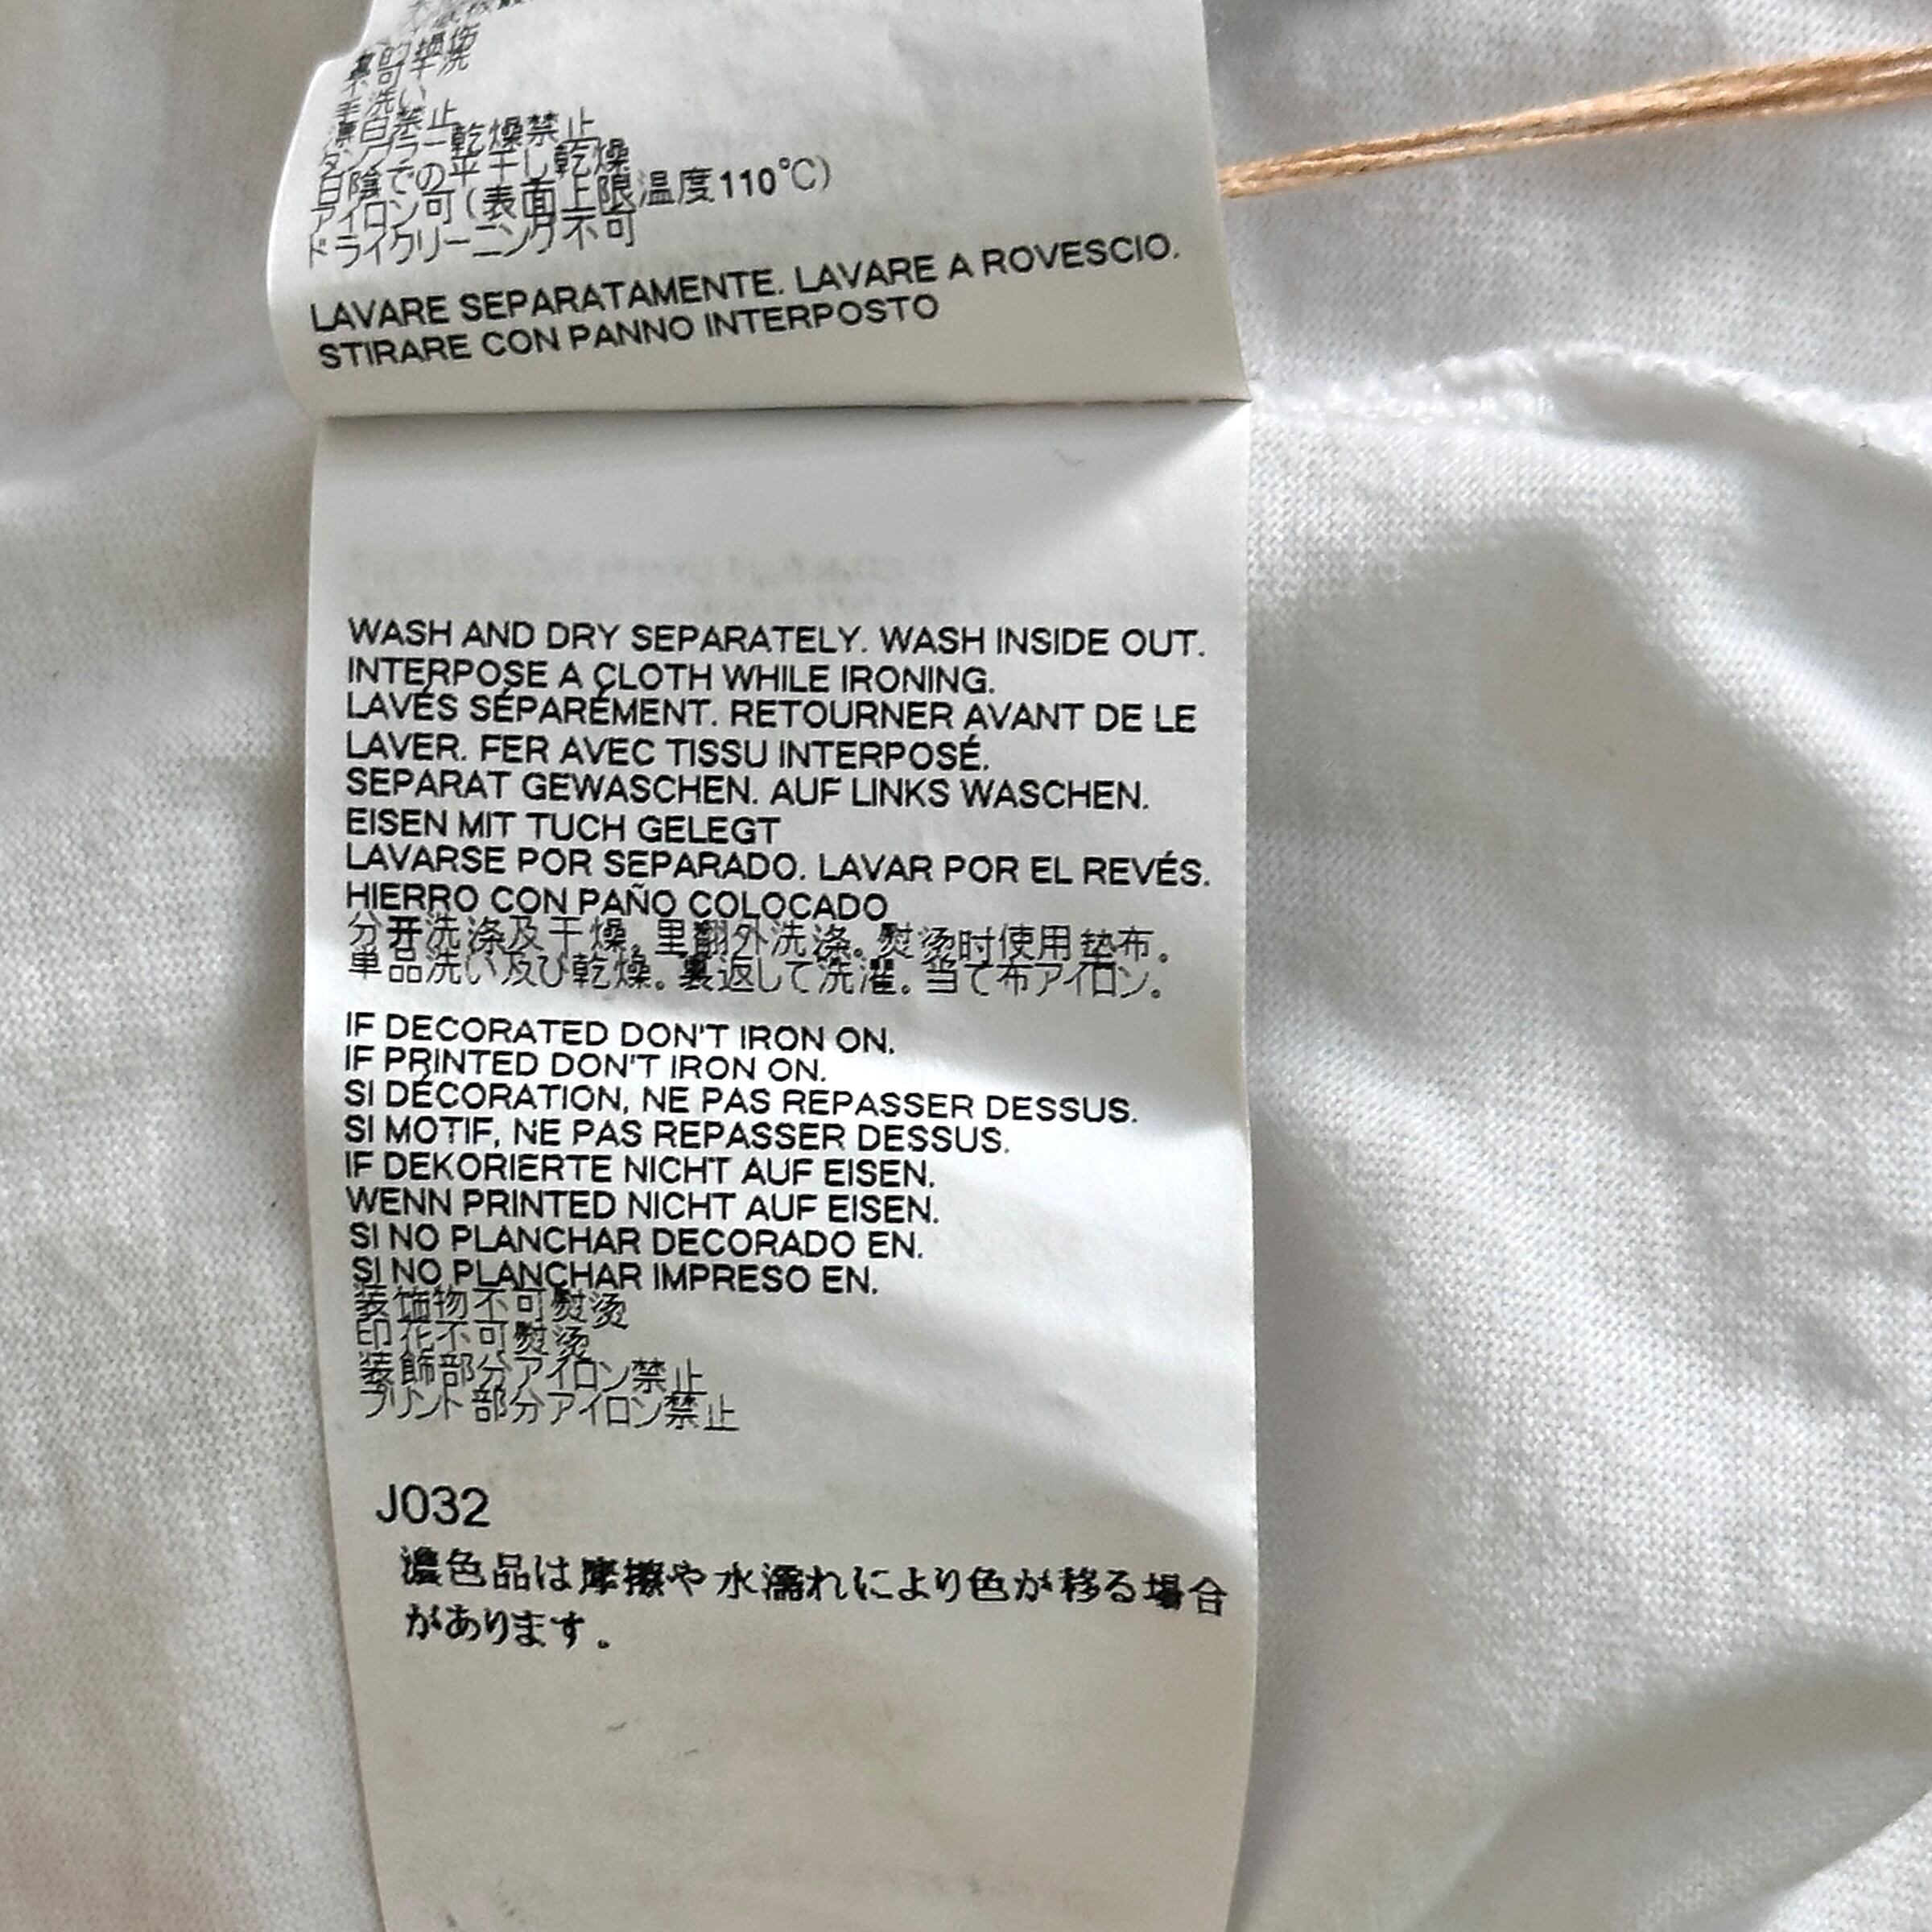 手洗い
漂白禁止
タンブラー乾燥禁止
日陰での平干し乾燥
アイロン可(表面上限温度110℃)
ドライクリーニング不可
LAVARE SEPARATAMENTE. LAVARE A ROVESCIO.
STIRARE CON PANNO INTERPOSTO
WASH AND DRY SEPARATELY. WASH INSIDE OUT.
INTERPOSE A CLOTH WHILE IRONING.
LAVÉS SÉPARÉMENT. RETOURNER AVANT DE LE
LAVER. FER AVEC TISSU INTERPOSÉ.
SEPARAT GEWASCHEN. AUF LINKS WASCHEN.
EISEN MIT TUCH GELEGT
LAVARSE POR SEPARADO. LAVAR POR EL REVÉS.
HIERRO CON PAÑO COLOCADO
分开洗涤及干燥。里翻外洗涤。熨烫时使用垫布。
単品洗い及び乾燥。裏返して洗濯。当て布アイロン。
IF DECORATED DON'T IRON ON.
IF PRINTED DON'T IRON ON.
SI DÉCORATION, NE PAS REPASSER DESSUS.
SI MOTIF, NE PAS REPASSER DESSUS.
IF DEKORIERTE NICHT AUF EISEN.
WENN PRINTED NICHT AUF EISEN.
SI NO PLANCHAR DECORADO EN.
SI NO PLANCHAR IMPRESO EN.
装饰物不可熨烫
印花不可熨烫
装飾部分アイロン禁止
プリント部分アイロン禁止
J032
濃色品は摩擦や水濡れにより色が移る場合
があります。